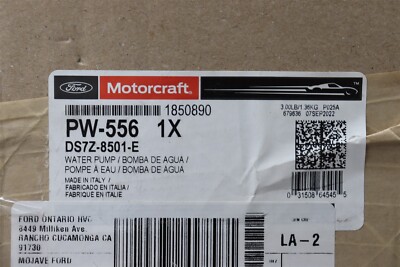 Ford Motorcraft
1850890
3.00LB/1.36KG P025A
679636 07SEP2022
PW-556 1X
DS7Z-8501-E
WATER PUMP / BOMBA DE AGUA /
POMPE À EAU / BOMBA DE AGUA /
MADE IN ITALY /
FABRICADO EN ITALIA /
FABRIQUÉ EN ITALIE /
0 31508 64545 5
FORD ONTARIO HVC
8449 Milliken Ave.
RANCHO CUCAMONGA CA
91730
MOJAVE FORD
LA-2